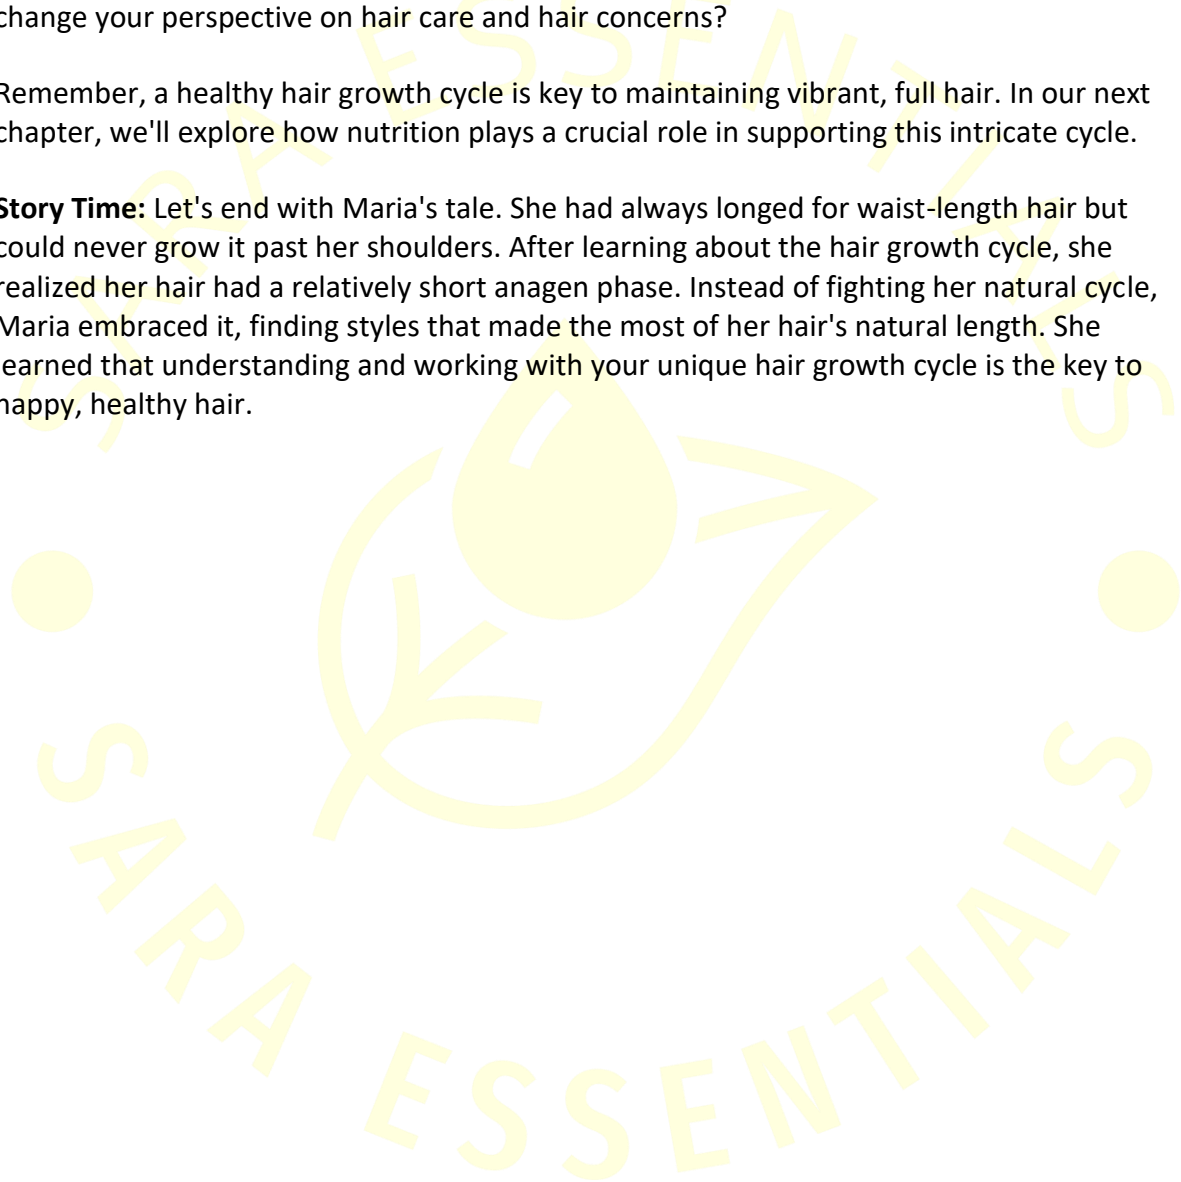 change your perspective on hair care and hair concerns?
Remember, a healthy hair growth cycle is key to maintaining vibrant, full hair. In our next
chapter, we'll explore how nutrition plays a crucial role in supporting this intricate cycle.
Story Time: Let's end with Maria's tale. She had always longed for waist-length hair but
could never grow it past her shoulders. After learning about the hair growth cycle, she
realized her hair had a relatively short anagen phase. Instead of fighting her natural cycle,
Maria embraced it, finding styles that made the most of her hair's natural length. She
learned that understanding and working with your unique hair growth cycle is the key to
happy, healthy hair.
SARA ESSENTIALS
SARA ESSENTIALS